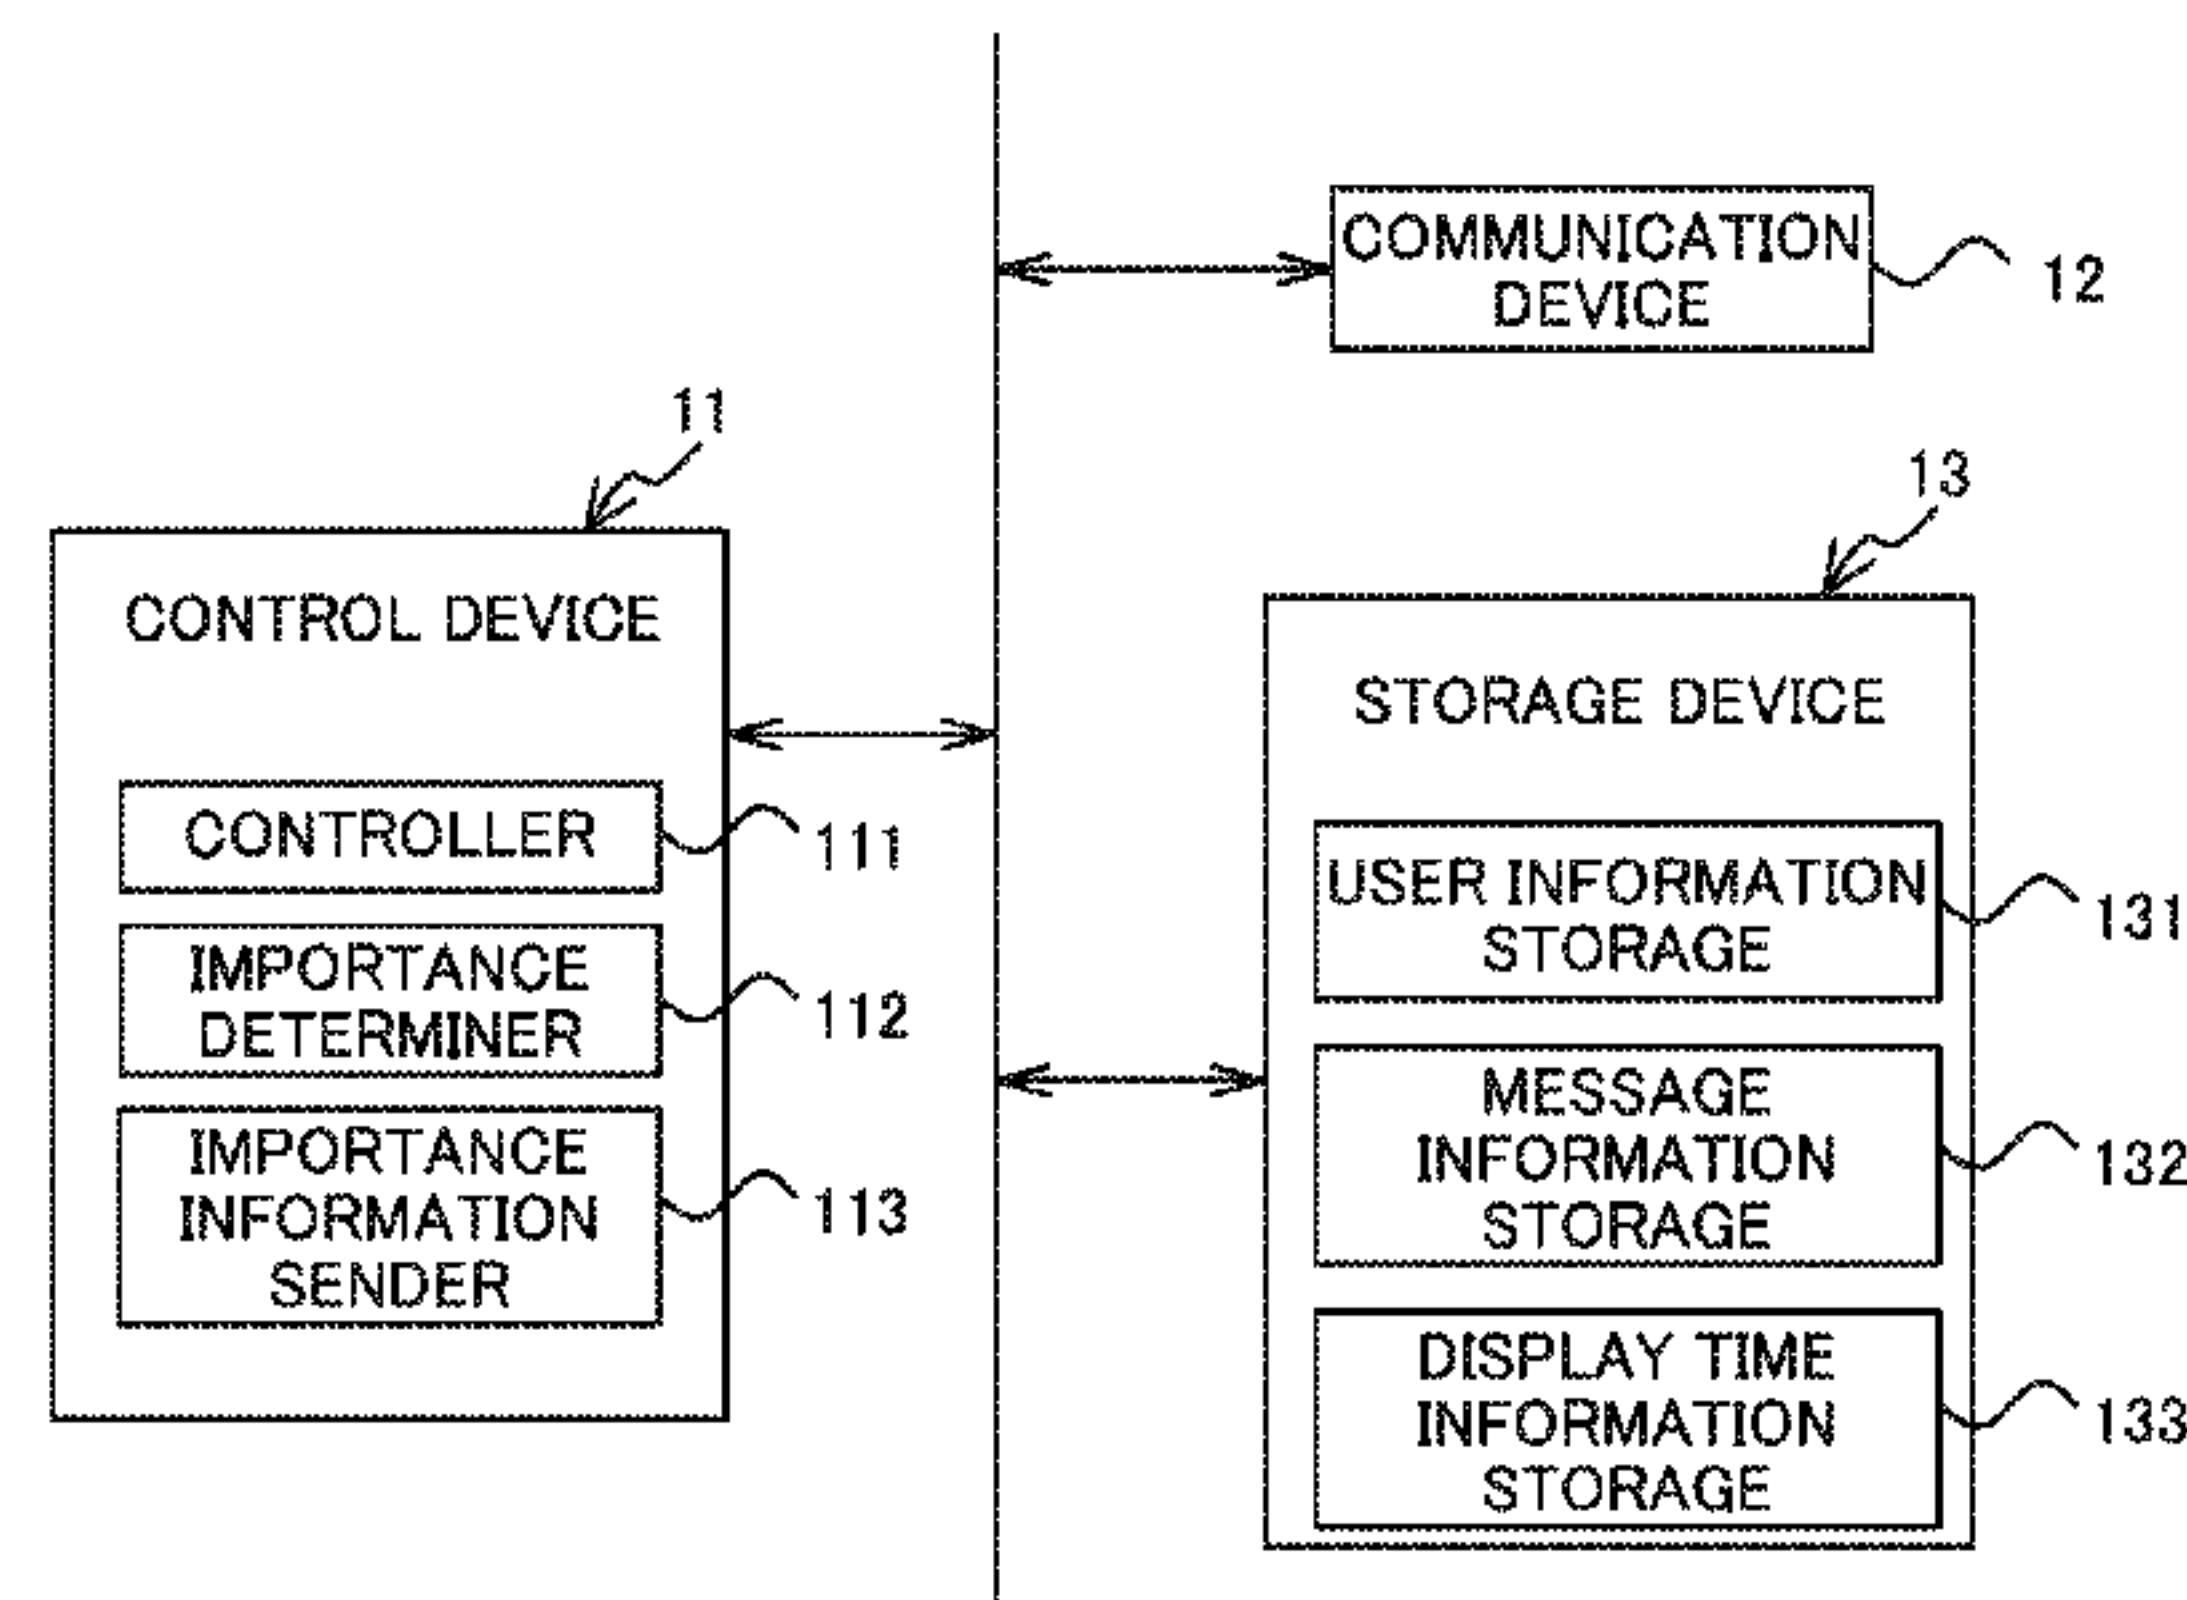 COMMUNICATION
DEVICE
12
11
CONTROL DEVICE
CONTROLLER
111
IMPORTANCE
DETERMINER
112
IMPORTANCE
INFORMATION
SENDER
113
13
STORAGE DEVICE
USER INFORMATION
STORAGE
131
MESSAGE
INFORMATION
STORAGE
132
DISPLAY TIME
INFORMATION
STORAGE
133